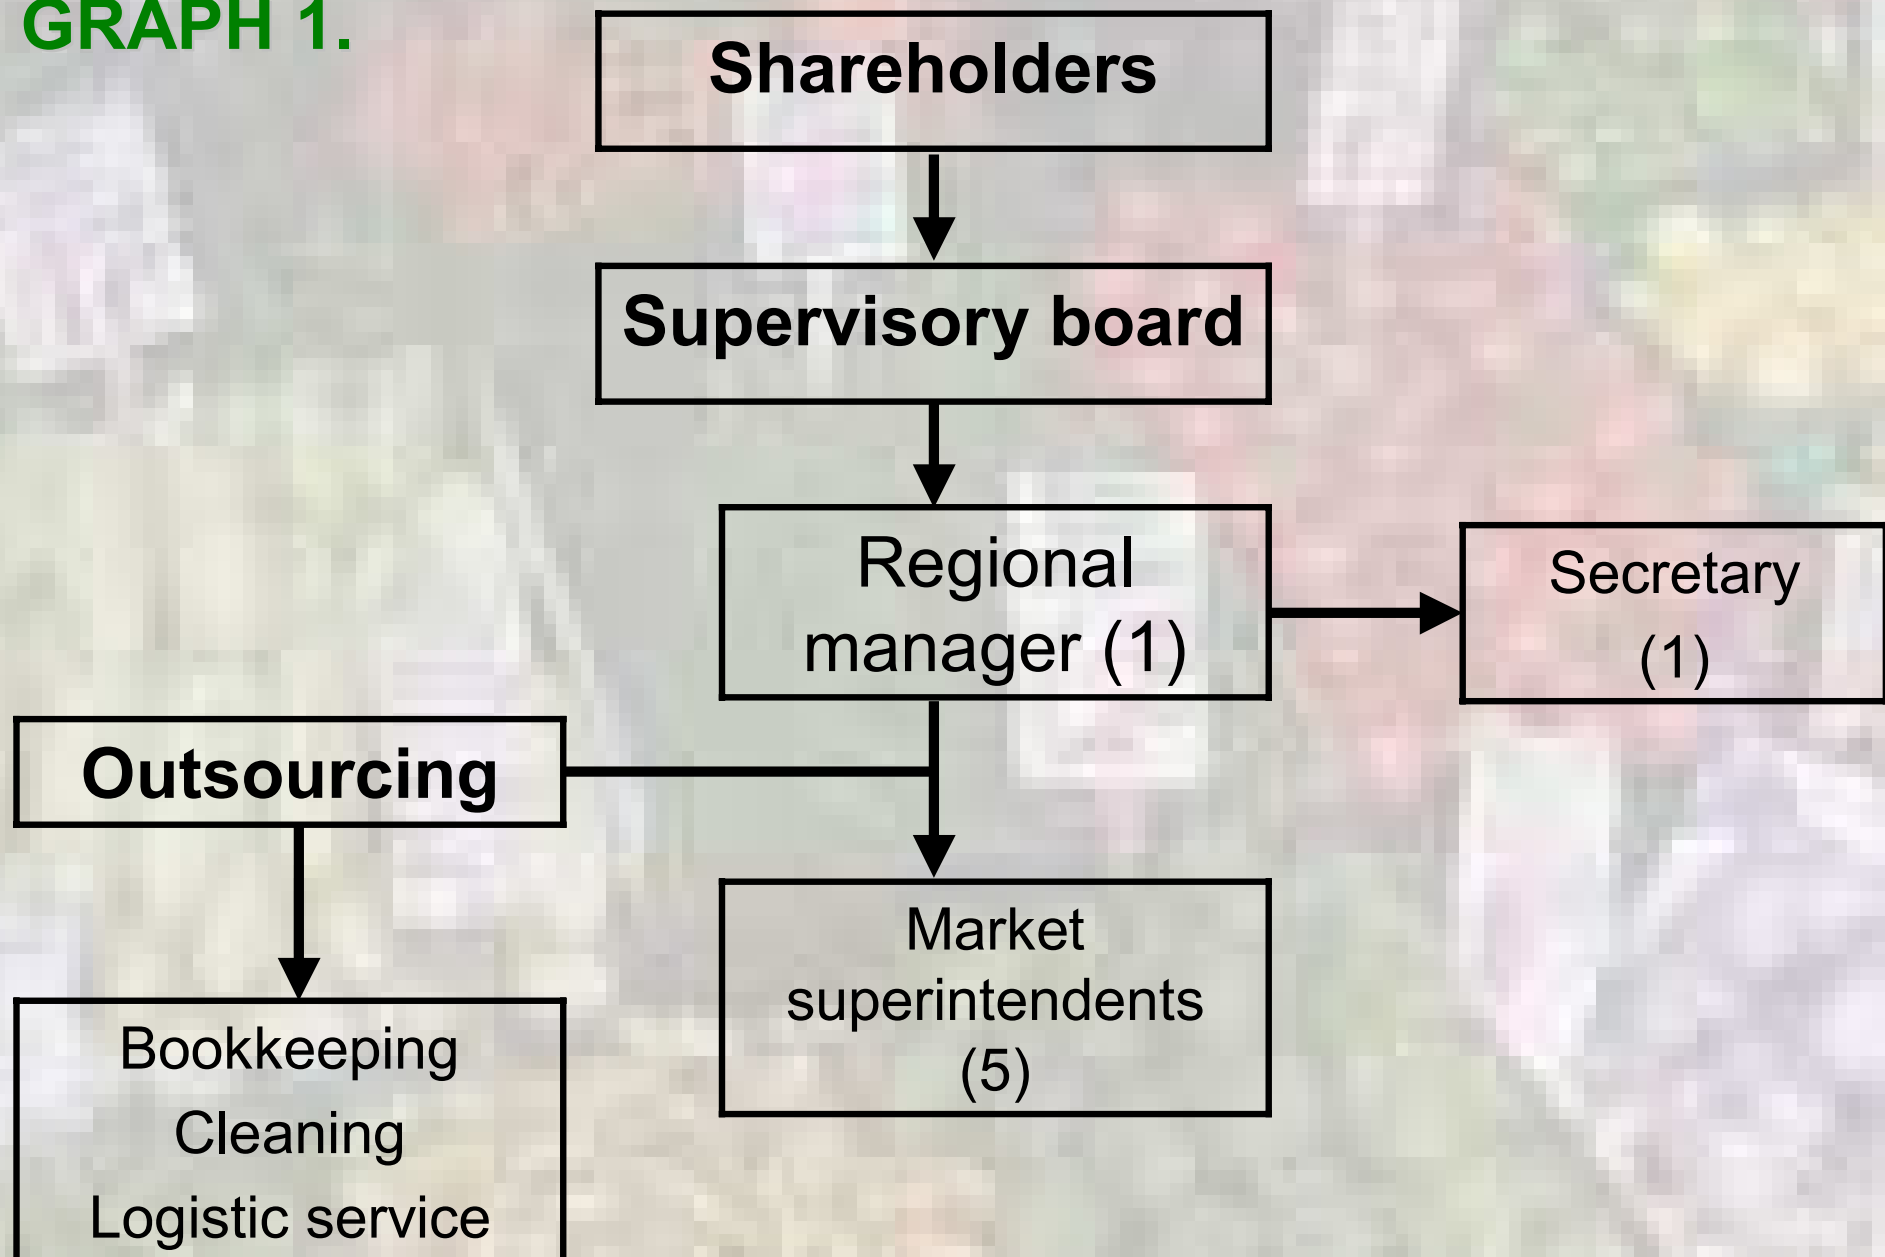 GRAPH 1.
Shareholders
Supervisory board
Regional
manager (1)
Secretary
(1)
Outsourcing
Market
superintendents
(5)
Bookkeeping
Cleaning
Logistic service